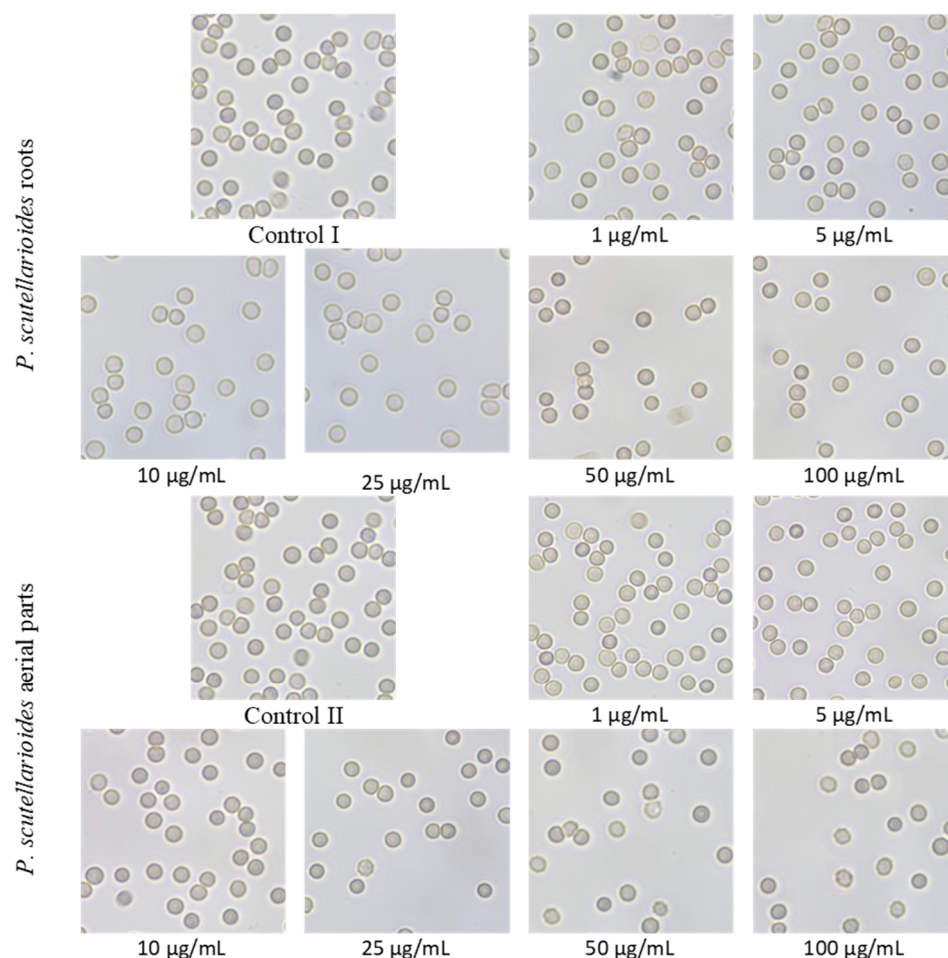 P. scutellarioides roots
Control I
1 µg/mL
5 µg/mL
10 µg/mL
25 µg/mL
50 µg/mL
100 µg/mL
P. scutellarioides aerial parts
Control II
1 µg/mL
5 µg/mL
10 µg/mL
25 µg/mL
50 µg/mL
100 µg/mL